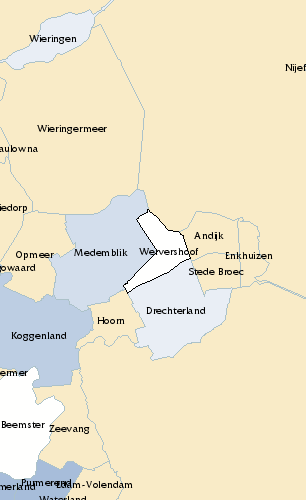 Wieringen
Nijef
Wieringermeer
aulowna
iedorp
Andijk
Opmeer
Medemblik
Wervershoof
Enkhuizen
gowaard
Stede Broec
Drechterland
Hoorn
Koggenland
ermer
Beemster
Zeevang
Purmerend
Edam-Volendam
merland
Waterland